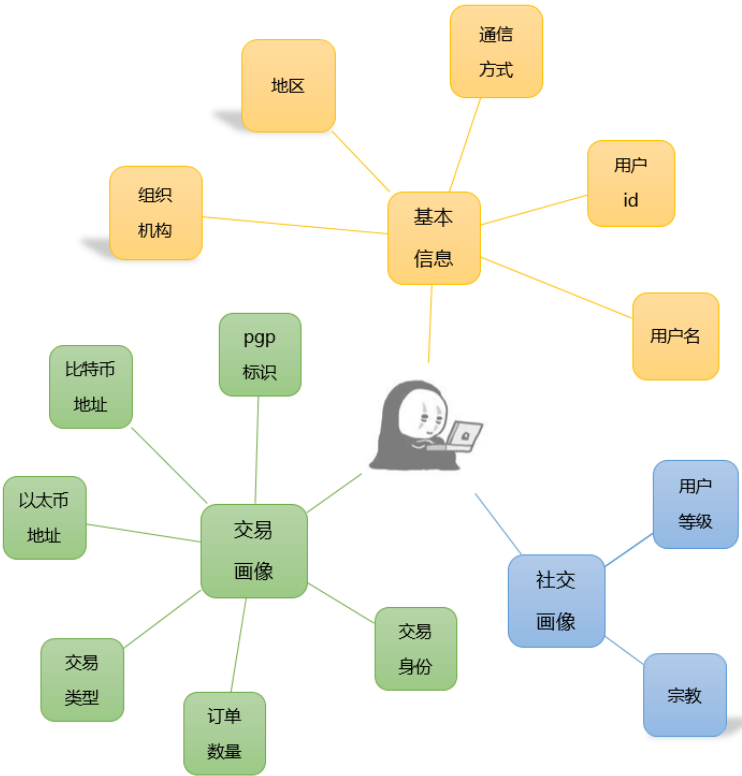 通信
方式
地区
用户
id
组织
机构
基本
信息
用户名
pgp
标识
比特币
地址
以太币
地址
交易
画像
交易
类型
订单
数量
交易
身份
用户
等级
社交
画像
宗教